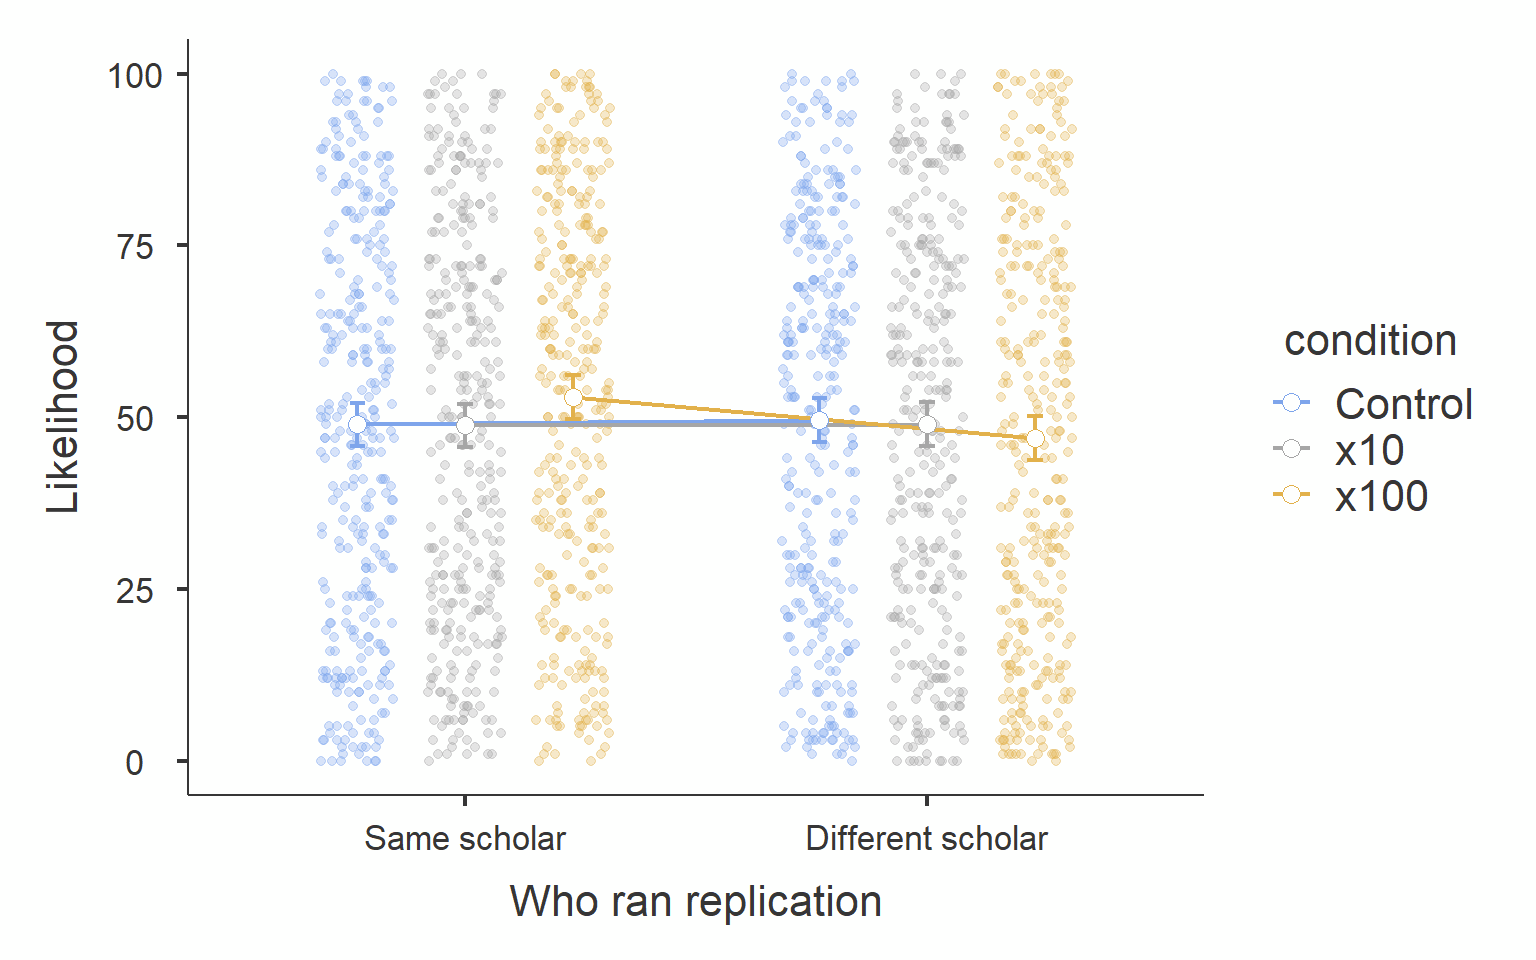 100
75
50
25
0
Likelihood
Same scholar
Different scholar
Who ran replication
condition
Control
x10
x100